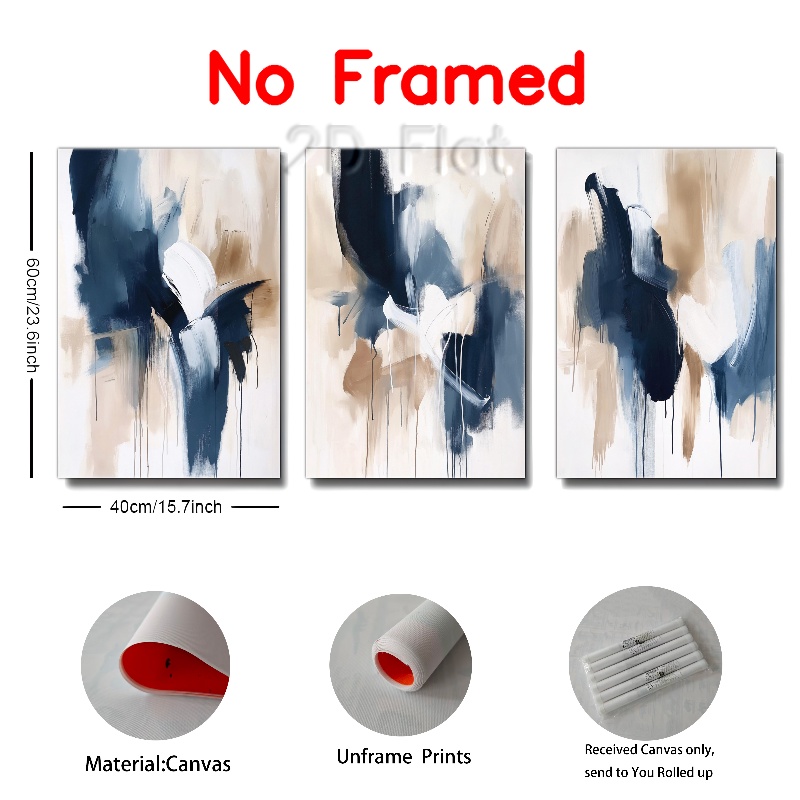 No Framed
2D Flat
60cm/23.6inch
40cm/15.7inch
Material:Canvas
Unframe Prints
Received Canvas only,
send to You Rolled up